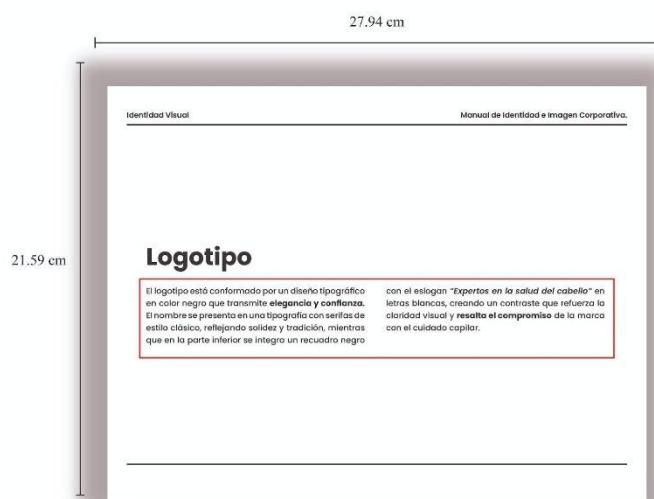 27.94 cm
Identidad Visual
Manual de Identidad e Imagen Corporativa.
21.59 cm
Logotipo
El logotipo está conformado por un diseño tipográfico
en color negro que transmite elegancia y confianza.
El nombre se presenta en una tipografía con serifas de
estilo clásico, reflejando solidez y tradición, mientras
que en la parte inferior se integra un recuadro negro
con el eslogan "Expertos en la salud del cabello" en
letras blancas, creando un contraste que refuerza la
claridad visual y resalta el compromiso de la marca
con el cuidado capilar.